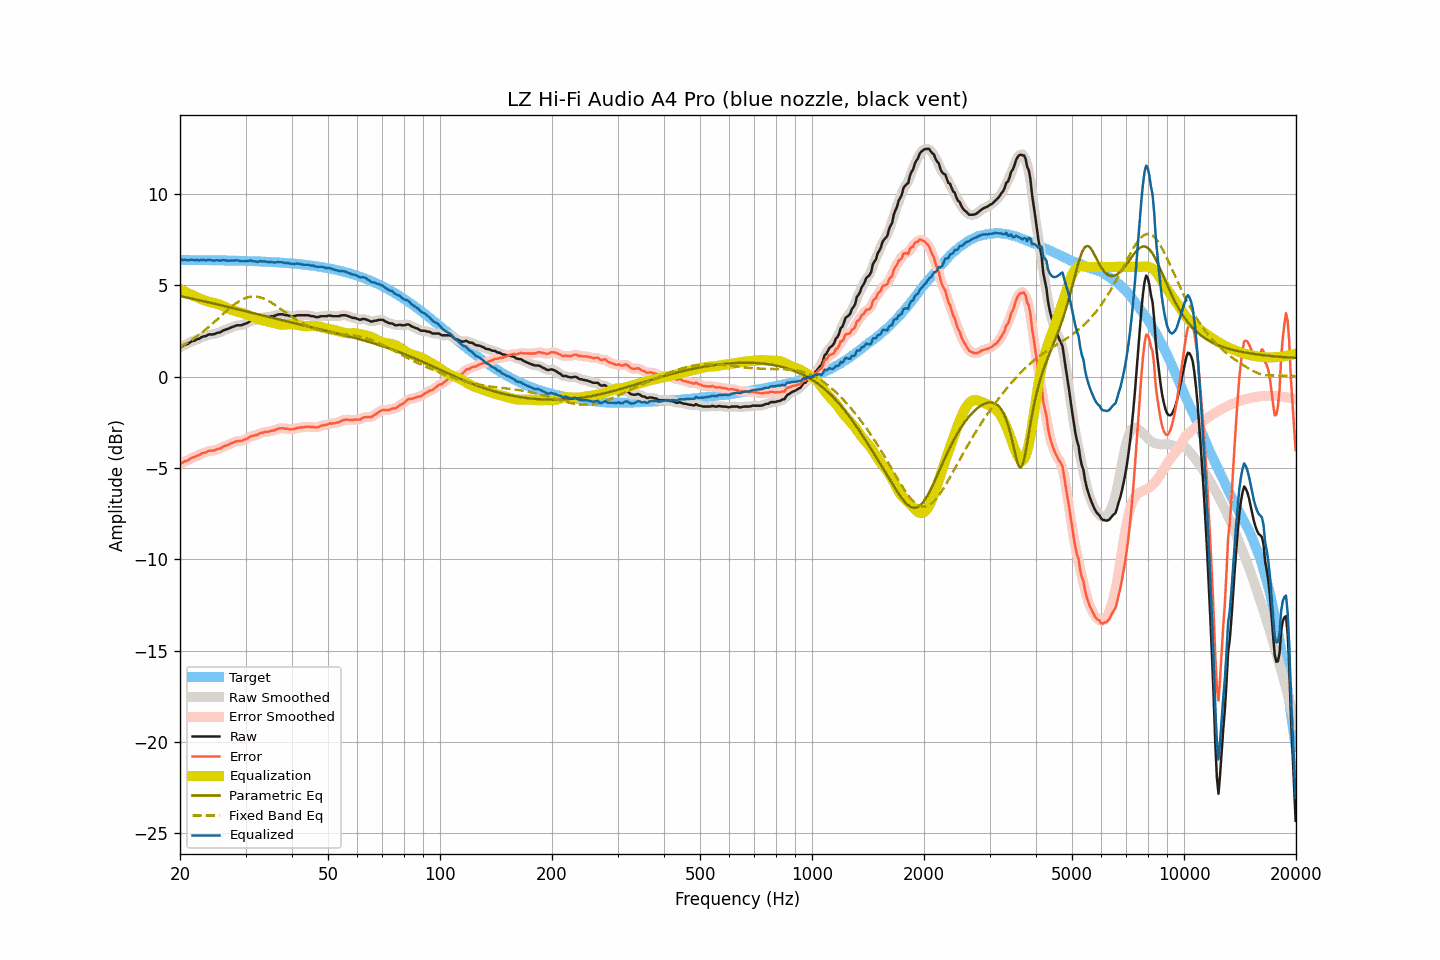 LZ Hi-Fi Audio A4 Pro (blue nozzle, black vent)
Amplitude (dBr)
10
5
0
−5
−10
−15
−20
−25
Target
Raw Smoothed
Error Smoothed
Raw
Error
Equalization
Parametric Eq
Fixed Band Eq
Equalized
20 50 100 200 500 1000 2000 5000 10000 20000
Frequency (Hz)